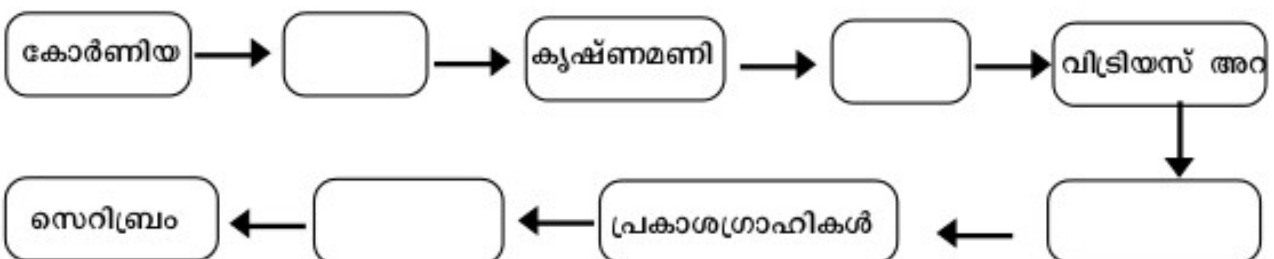 കോർണിയ
കൃഷ്ണമണി
വിട്രിയസ് അറ
സെറിബ്രം
പ്രകാശഗ്രാഹികൾ